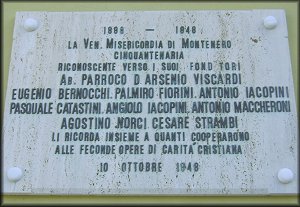 1898 - 1948
LA VEN. MISERICORDIA DI MONTENERO
CINQUANTENARIA
RICONOSCENTE VERSO I SUOI FONDATORI
AB. PARROCO D. ARSENIO VISCARDI
EUGENIO BERNOCCHI. PALMIRO FIORINI. ANTONIO IACOPINI
PASQUALE CATASTINI. ANGIOLO IACOPINI. ANTONIO MACCHERONI
AGOSTINO NORCI CESARE STRAMBI
LI RICORDA INSIEME A QUANTI COOPERARONO
ALLE FECONDE OPERE DI CARITÀ CRISTIANA.
10 OTTOBRE 1948